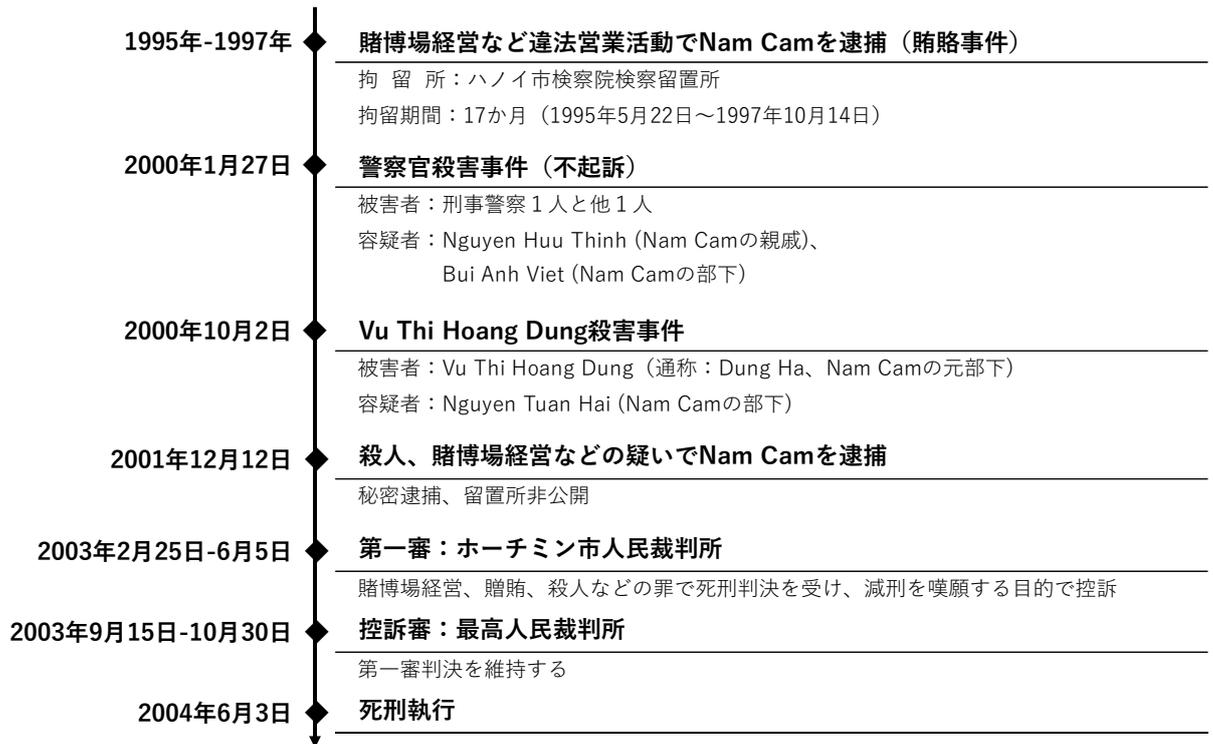 1995年-1997年 賭博場経営など違法営業活動でNam Camを逮捕（賄賂事件）
拘 留 所：ハノイ市検察院検察留置所
拘留期間：17か月（1995年5月22日～1997年10月14日）
2000年1月27日 警察官殺害事件（不起訴）
被害者：刑事警察１人と他１人
容疑者：Nguyen Huu Thinh (Nam Camの親戚)、
Bui Anh Viet (Nam Camの部下)
2000年10月2日 Vu Thi Hoang Dung殺害事件
被害者：Vu Thi Hoang Dung（通称：Dung Ha、Nam Camの元部下）
容疑者：Nguyen Tuan Hai (Nam Camの部下)
2001年12月12日 殺人、賭博場経営などの疑いでNam Camを逮捕
秘密逮捕、留置所非公開
2003年2月25日-6月5日 第一審：ホーチミン市人民裁判所
賭博場経営、贈賄、殺人などの罪で死刑判決を受け、減刑を嘆願する目的で控訴
2003年9月15日-10月30日 控訴審：最高人民裁判所
第一審判決を維持する
2004年6月3日 死刑執行